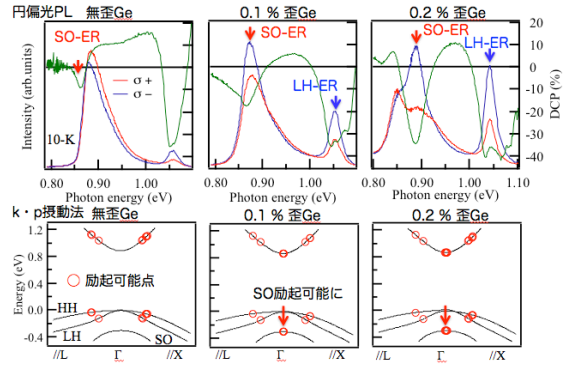 円偏光PL 無歪Ge 0.1 % 歪Ge 0.2 % 歪Ge
SO-ER
SO-ER
SO-ER
LH-ER
LH-ER
σ +
σ −
10-K
Intensity (arb.units)
DCP (%)
20
10
0
-10
-20
-30
-40
0.80 0.90 1.00
0.80 0.90 1.00
0.80 0.90 1.00 1.10
Photon energy (eV) Photon energy (eV) Photon energy (eV)
k・p摂動法 無歪Ge 0.1 % 歪Ge 0.2 % 歪Ge
Energy (eV)
1.2
0.8
0.4
0.0
-0.4
励起可能点
SO励起可能に
HH
LH
SO
//L Γ //X
//L Γ //X
//L Γ //X